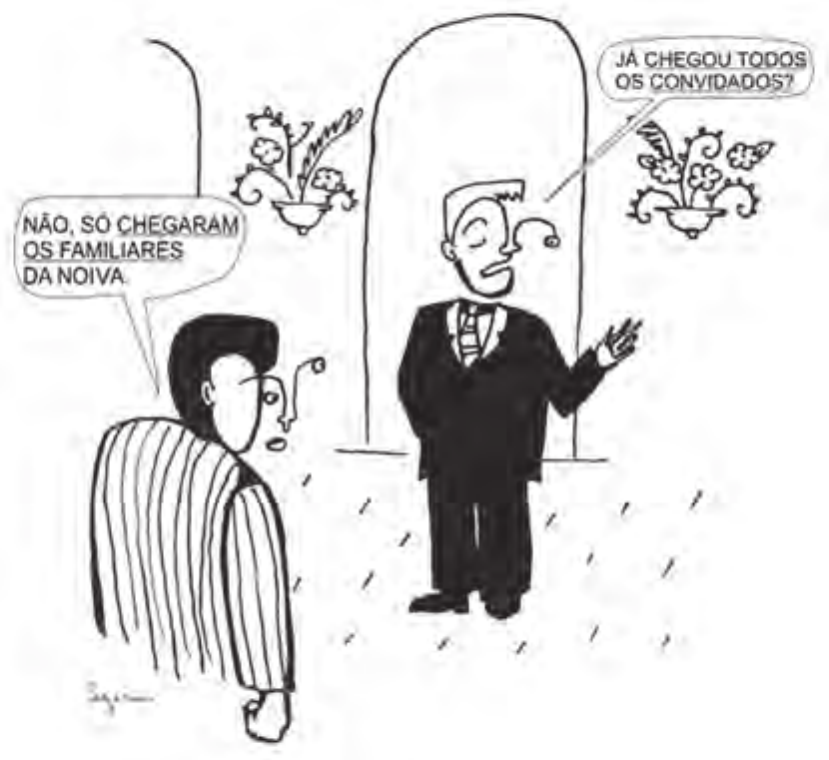 JÁ CHEGOU TODOS
OS CONVIDADOS?
NÃO, SÓ CHEGARAM
OS FAMILIARES
DA NOIVA.